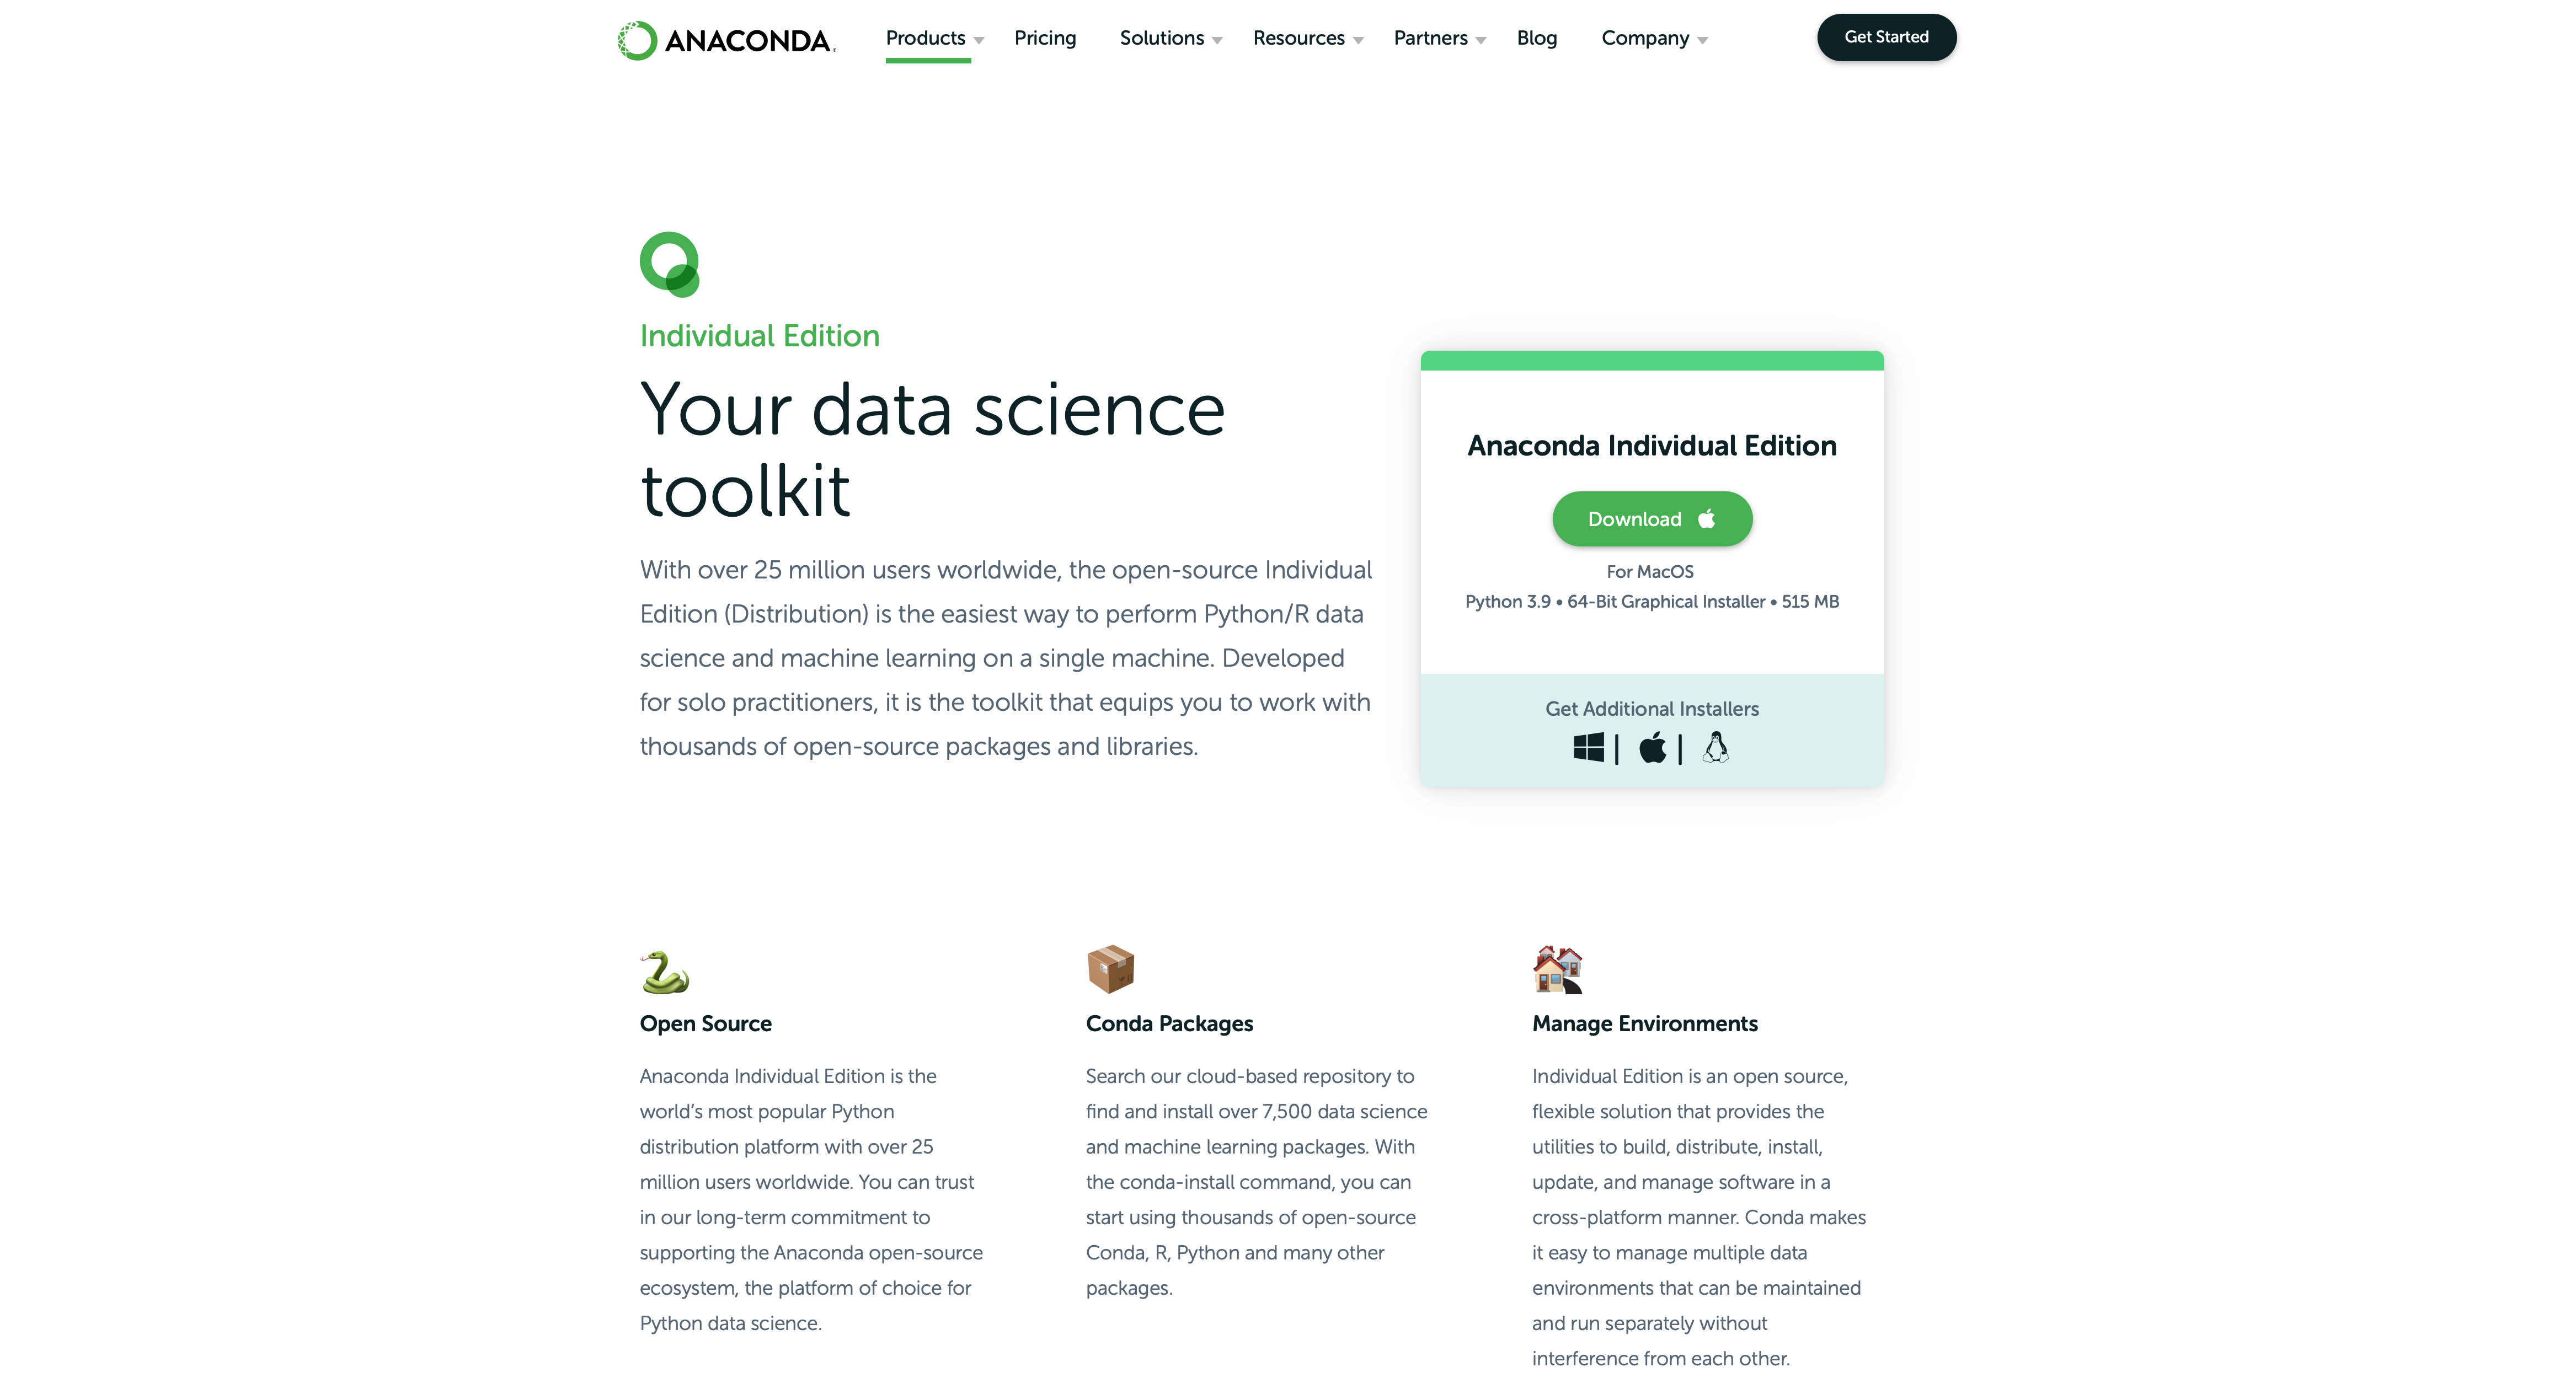 ANACONDA.
Products
Pricing
Solutions
Resources
Partners
Blog
Company
Get Started
Individual Edition
Your data science
toolkit
With over 25 million users worldwide, the open-source Individual
Edition (Distribution) is the easiest way to perform Python/R data
science and machine learning on a single machine. Developed
for solo practitioners, it is the toolkit that equips you to work with
thousands of open-source packages and libraries.
Anaconda Individual Edition
Download
For MacOS
Python 3.9 • 64-Bit Graphical Installer • 515 MB
Get Additional Installers
Open Source
Anaconda Individual Edition is the
world’s most popular Python
distribution platform with over 25
million users worldwide. You can trust
in our long-term commitment to
supporting the Anaconda open-source
ecosystem, the platform of choice for
Python data science.
Conda Packages
Search our cloud-based repository to
find and install over 7,500 data science
and machine learning packages. With
the conda-install command, you can
start using thousands of open-source
Conda, R, Python and many other
packages.
Manage Environments
Individual Edition is an open source,
flexible solution that provides the
utilities to build, distribute, install,
update, and manage software in a
cross-platform manner. Conda makes
it easy to manage multiple data
environments that can be maintained
and run separately without
interference from each other.